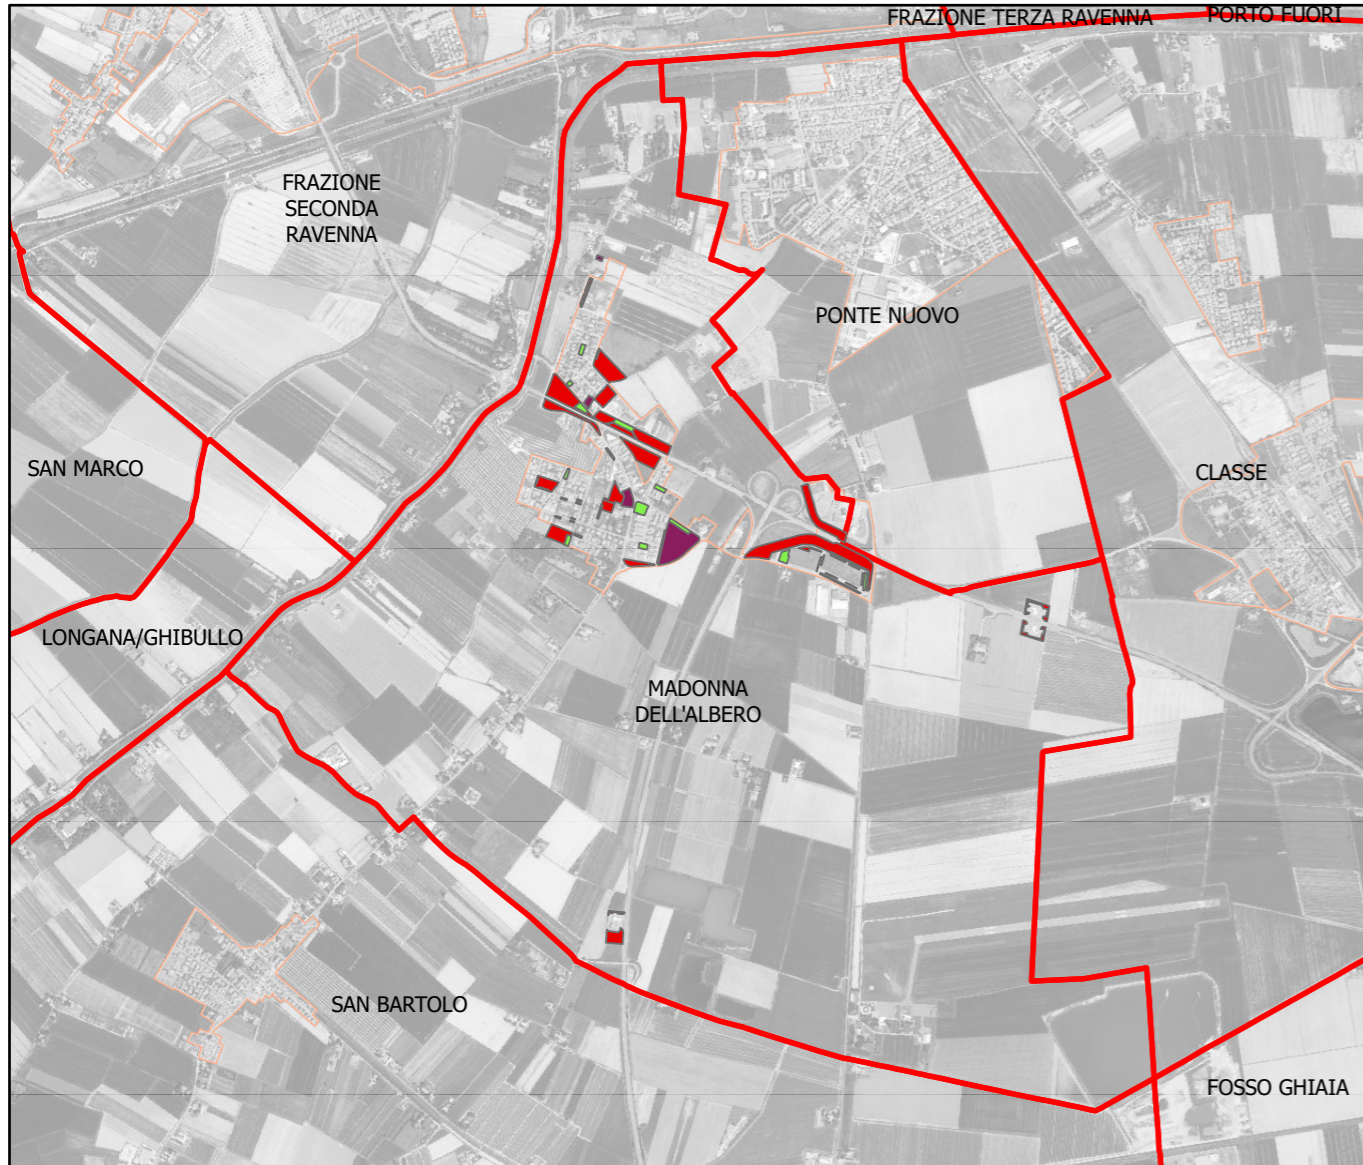 FRAZIONE TERZA RAVENNA
PORTO FUORI
FRAZIONE
SECONDA
RAVENNA
PONTE NUOVO
SAN MARCO
CLASSE
LONGANA/GHIBULLO
MADONNA
DELL'ALBERO
SAN BARTOLO
FOSSO GHIAIA